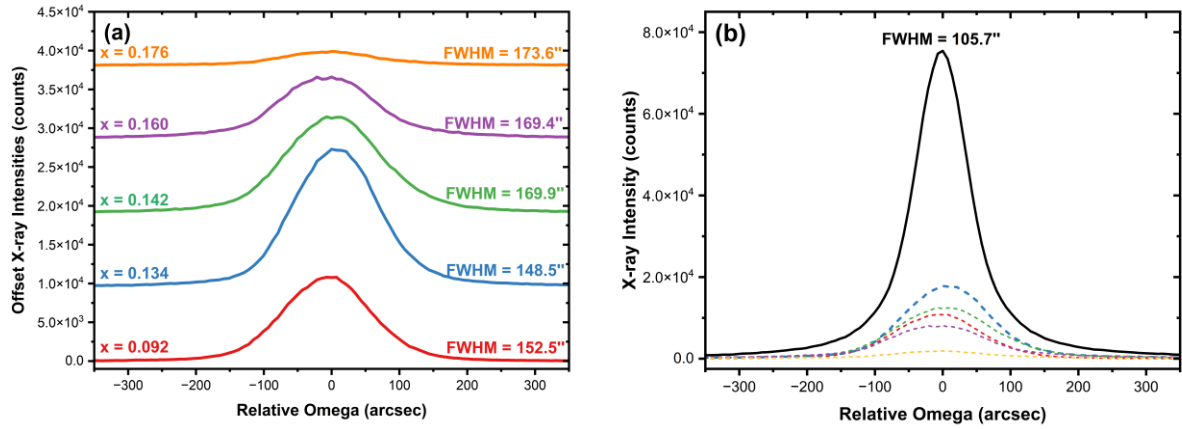 (a)
Offset X-ray Intensities (counts)
4.5×10⁴
4.0×10⁴
3.5×10⁴
3.0×10⁴
2.5×10⁴
2.0×10⁴
1.5×10⁴
1.0×10⁴
5.0×10³
0.0
x = 0.176
FWHM = 173.6"
x = 0.160
FWHM = 169.4"
x = 0.142
FWHM = 169.9"
x = 0.134
FWHM = 148.5"
x = 0.092
FWHM = 152.5"
−300 −200 −100 0 100 200 300
Relative Omega (arcsec)
(b)
FWHM = 105.7"
X-ray Intensity (counts)
8.0×10⁴
6.0×10⁴
4.0×10⁴
2.0×10⁴
0.0
−300 −200 −100 0 100 200 300
Relative Omega (arcsec)